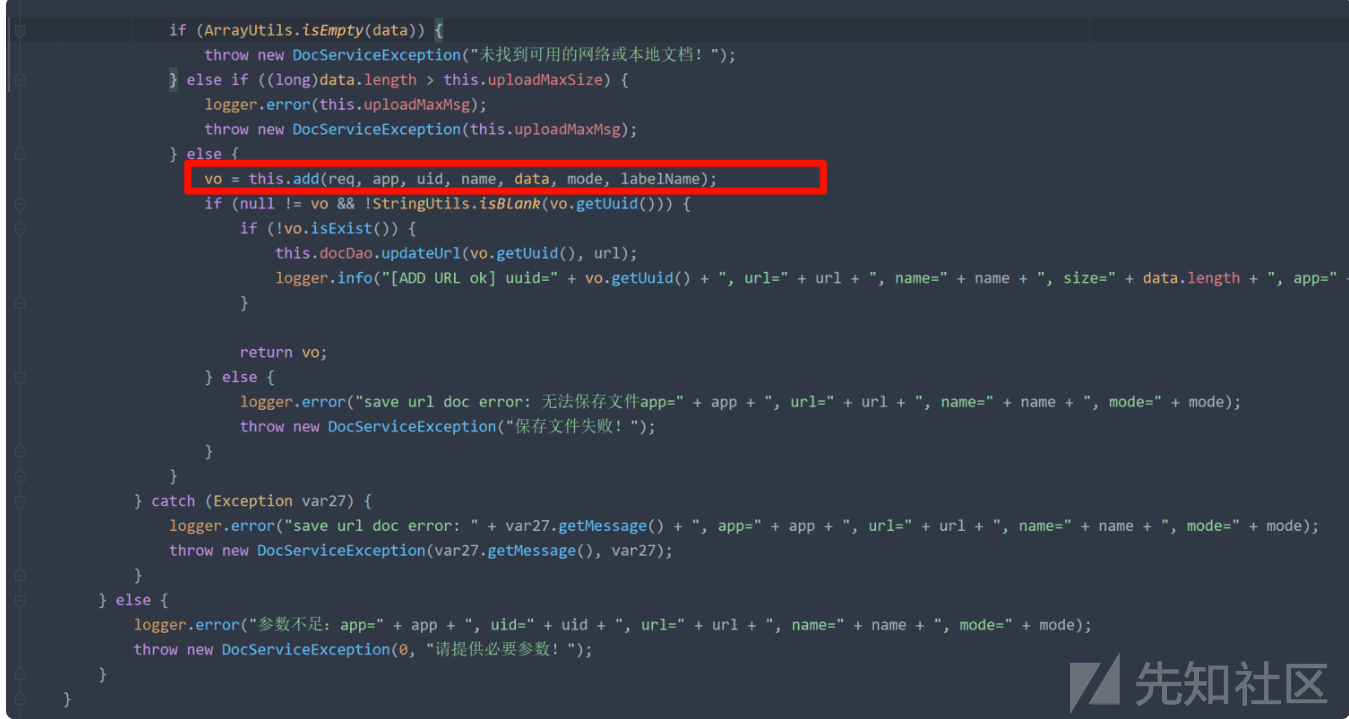 if (ArrayUtils.isEmpty(data)) {
throw new DocServiceException("未找到可用的网络或本地文档! ");
} else if ((long)data.length > this.uploadMaxSize) {
logger.error(this.uploadMaxMsg);
throw new DocServiceException(this.uploadMaxMsg);
} else {
vo = this.add(req, app, uid, name, data, mode, labelName);
if (null != vo && !StringUtils.isBlank(vo.getUuid())) {
if (!vo.isExist()) {
this.docDao.updateUrl(vo.getUuid(), url);
logger.info("[ADD URL ok] uuid=" + vo.getUuid() + ", url=" + url + ", name=" + name + ", size=" + data.length + ", app=" +
}
return vo;
} else {
logger.error("save url doc error: 无法保存文件app=" + app + ", url=" + url + ", name=" + name + ", mode=" + mode);
throw new DocServiceException("保存文件失败! ");
}
}
} catch (Exception var27) {
logger.error("save url doc error: " + var27.getMessage() + ", app=" + app + ", url=" + url + ", name=" + name + ", mode=" + mode);
throw new DocServiceException(var27.getMessage(), var27);
}
} else {
logger.error("参数不足: app=" + app + ", uid=" + uid + ", url=" + url + ", name=" + name + ", mode=" + mode);
throw new DocServiceException(0, "请提供必要参数! ");
}
}
先知社区